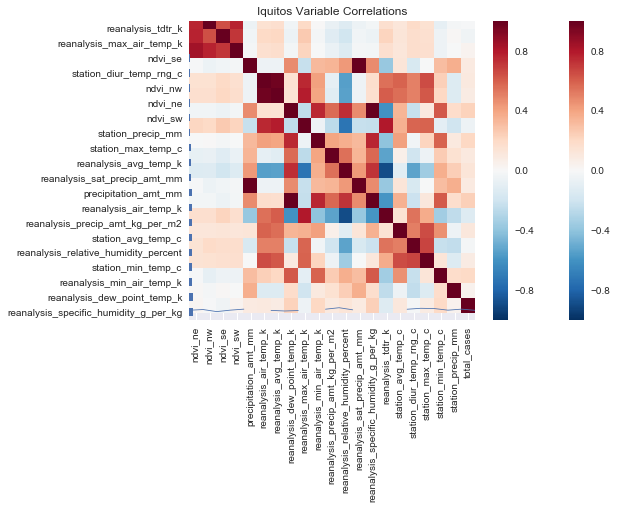 Iquitos Variable Correlations
reanalysis_tdtr_k
reanalysis_max_air_temp_k
ndvi_se
station_diur_temp_rng_c
ndvi_nw
ndvi_ne
ndvi_sw
station_precip_mm
station_max_temp_c
reanalysis_avg_temp_k
reanalysis_sat_precip_amt_mm
precipitation_amt_mm
reanalysis_air_temp_k
reanalysis_precip_amt_kg_per_m2
station_avg_temp_c
reanalysis_relative_humidity_percent
station_min_temp_c
reanalysis_min_air_temp_k
reanalysis_dew_point_temp_k
reanalysis_specific_humidity_g_per_kg
ndvi_ne
ndvi_nw
ndvi_se
ndvi_sw
precipitation_amt_mm
reanalysis_air_temp_k
reanalysis_avg_temp_k
reanalysis_dew_point_temp_k
reanalysis_max_air_temp_k
reanalysis_min_air_temp_k
reanalysis_precip_amt_kg_per_m2
reanalysis_relative_humidity_percent
reanalysis_sat_precip_amt_mm
reanalysis_specific_humidity_g_per_kg
reanalysis_tdtr_k
station_avg_temp_c
station_diur_temp_rng_c
station_max_temp_c
station_min_temp_c
station_precip_mm
total_cases
0.8
0.4
0.0
−0.4
−0.8
0.8
0.4
0.0
−0.4
−0.8